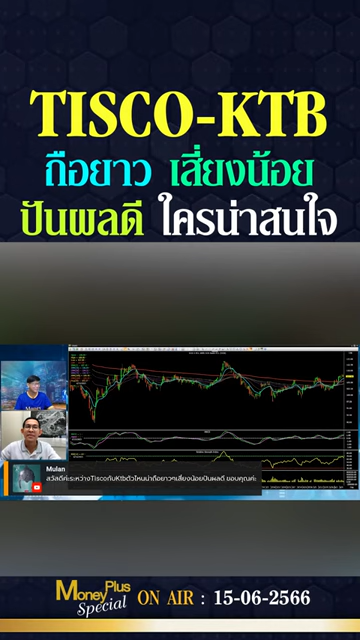 TISCO-KTB
ถือยาว เสี่ยงน้อย
ปันผลดี ใครน่าสนใจ
Mulan
สวัสดีค่ะระหว่างTiscoกับKtbตัวไหนน่าถือยาวๆเสี่ยงน้อยปันผลดี ขอบคุณค่ะ
Money Plus
Special
ON AIR : 15-06-2566